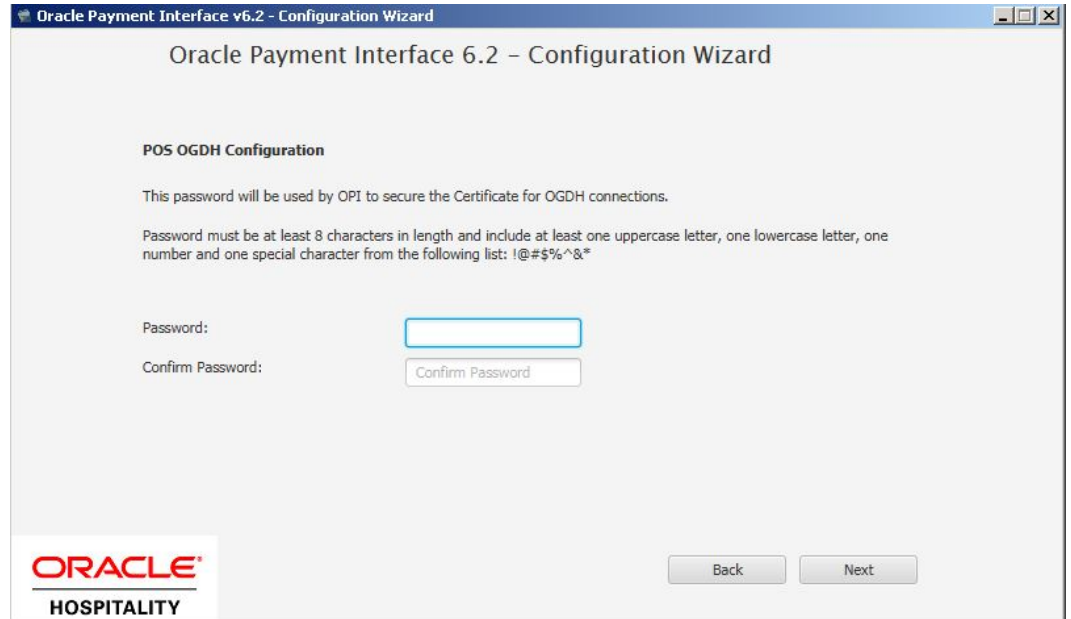 Oracle Payment Interface v6.2 - Configuration Wizard
Oracle Payment Interface 6.2 – Configuration Wizard
POS OGDH Configuration
This password will be used by OPI to secure the Certificate for OGDH connections.
Password must be at least 8 characters in length and include at least one uppercase letter, one lowercase letter, one
number and one special character from the following list: !@#$%^&*
Password:
Confirm Password:
Confirm Password
Back
Next
ORACLE®
HOSPITALITY